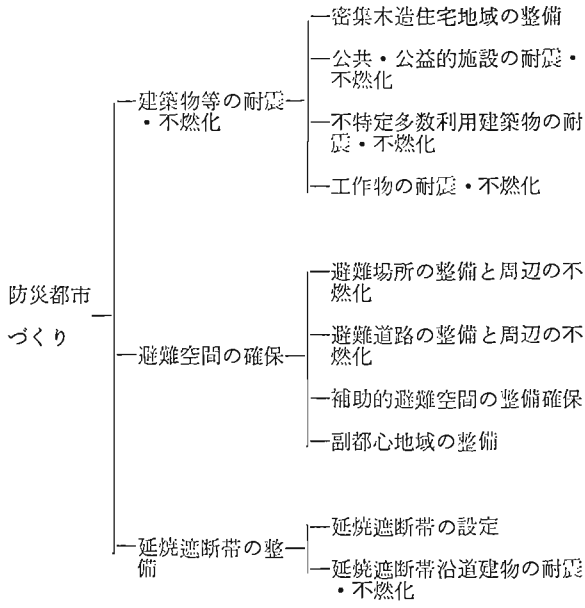 防災都市
づくり
建築物等の耐震
・不燃化
密集木造住宅地域の整備
公共・公益的施設の耐震・
不燃化
不特定多数利用建築物の耐
震・不燃化
工作物の耐震・不燃化
避難空間の確保
避難場所の整備と周辺の不
燃化
避難道路の整備と周辺の不
燃化
補助的避難空間の整備確保
副都心地域の整備
延焼遮断帯の整
備
延焼遮断帯の設定
延焼遮断帯沿道建物の耐震
・不燃化